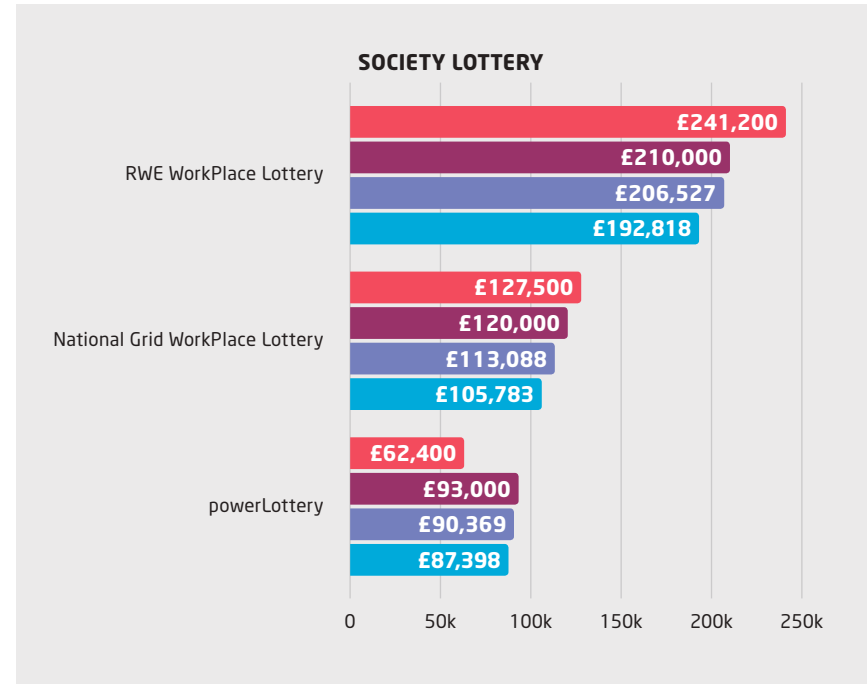 SOCIETY LOTTERY
RWE WorkPlace Lottery
£241,200
£210,000
£206,527
£192,818
National Grid WorkPlace Lottery
£127,500
£120,000
£113,088
£105,783
powerLottery
£62,400
£93,000
£90,369
£87,398
0 50k 100k 150k 200k 250k